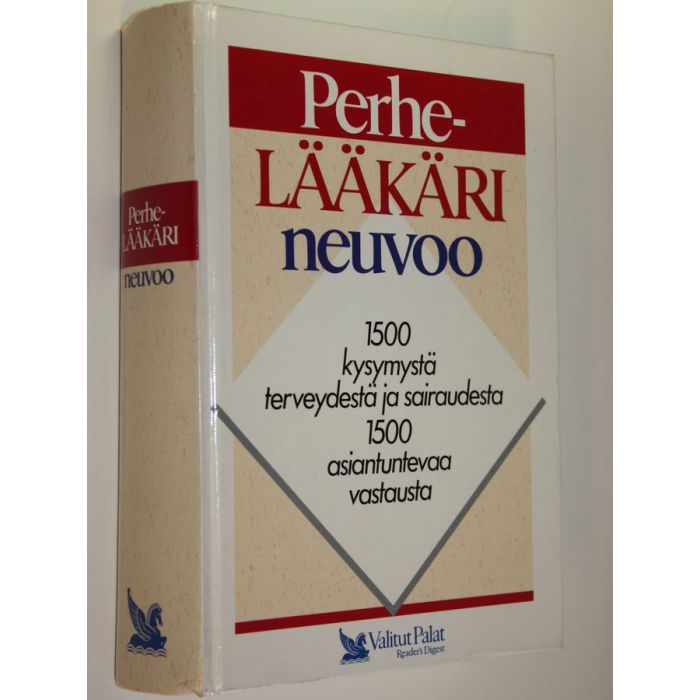 Perhe-
LÄÄKÄRI
neuvoo
Perhe-
LÄÄKÄRI
neuvoo
1500
kysymystä
terveydestä ja sairaudesta
1500
asiantuntevaa
vastausta
Valitut Palat
Reader's Digest